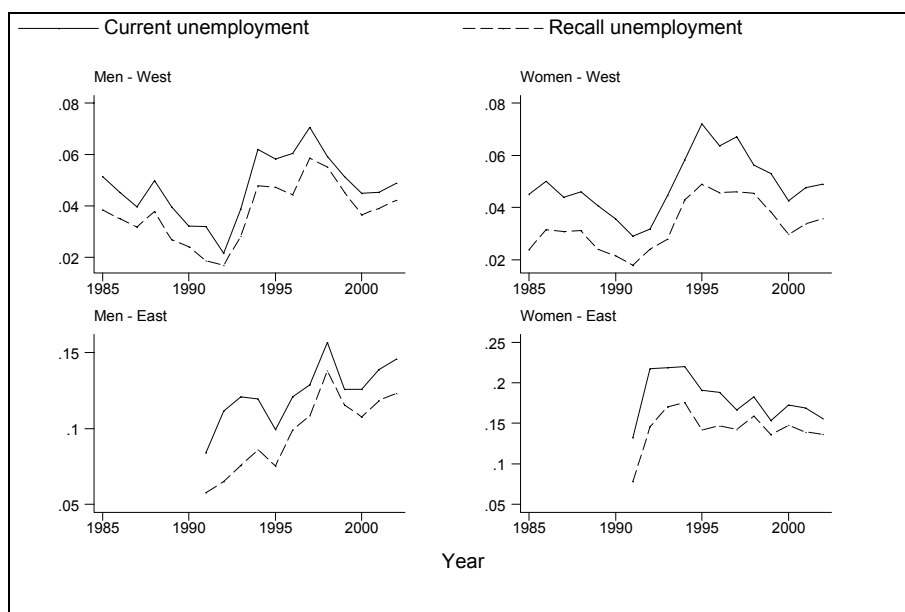 Current unemployment
Recall unemployment
Men - West
.08
.06
.04
.02
1985 1990 1995 2000
Women - West
.08
.06
.04
.02
1985 1990 1995 2000
Men - East
.15
.1
.05
1985 1990 1995 2000
Women - East
.25
.2
.15
.1
.05
1985 1990 1995 2000
Year